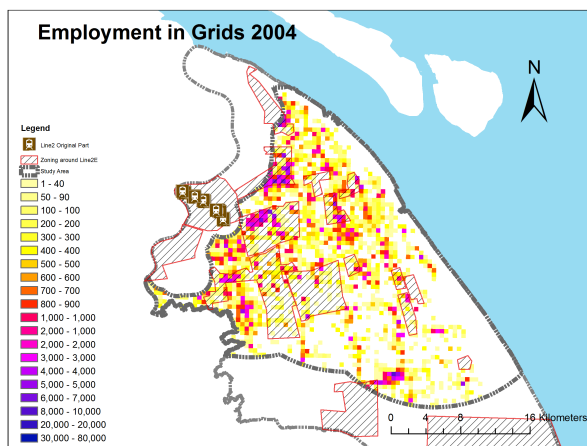 Employment in Grids 2004
N
Legend
Line2 Original Part
Zoning around Line2E
Study Area
1 - 40
50 - 90
100 - 100
200 - 200
300 - 300
400 - 400
500 - 500
600 - 600
700 - 700
800 - 900
1,000 - 1,000
2,000 - 1,000
2,000 - 2,000
3,000 - 3,000
4,000 - 4,000
5,000 - 5,000
6,000 - 7,000
8,000 - 10,000
20,000 - 20,000
30,000 - 80,000
0 4 8 16 Kilometers